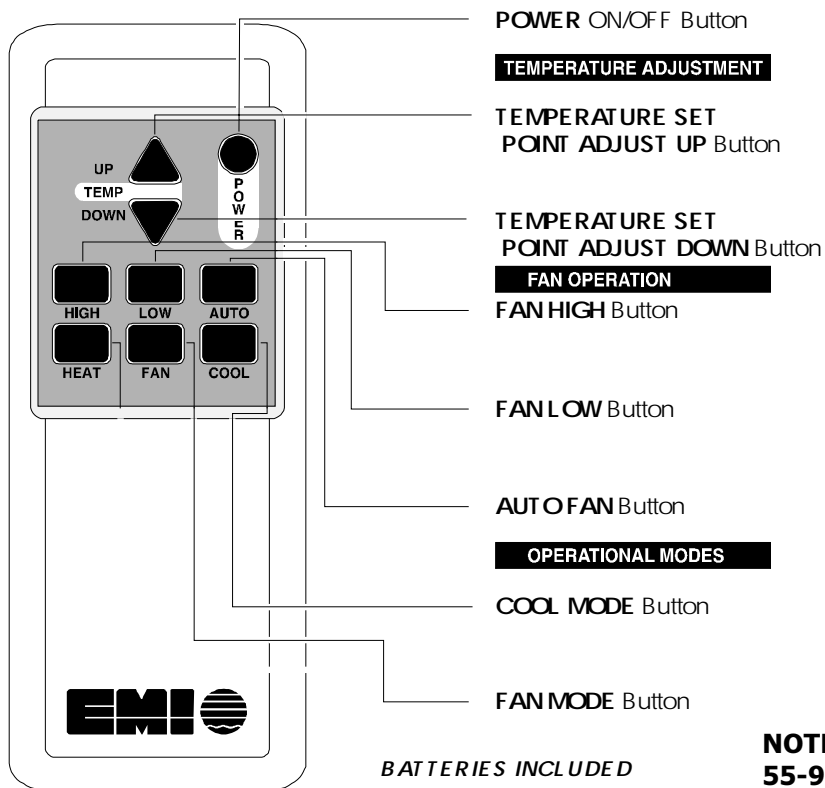 POWER ON/OFF Button
TEMPERATURE ADJUSTMENT
TEMPERATURE SET
POINT ADJUST UP Button
UP
TEMP
DOWN
POWER
TEMPERATURE SET
POINT ADJUST DOWN Button
FAN OPERATION
FAN HIGH Button
HIGH LOW AUTO
HEAT FAN COOL
FAN LOW Button
AUTO FAN Button
OPERATIONAL MODES
COOL MODE Button
FAN MODE Button
EMI
BATTERIES INCLUDED
55-9